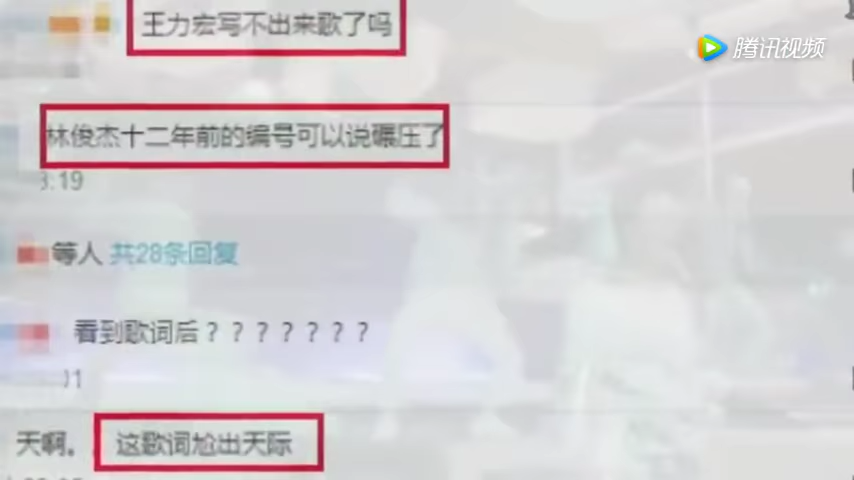 王力宏写不出来歌了吗
腾讯视频
林俊杰十二年前的编号可以说碾压了
3:19
等人 共28条回复
看到歌词后？？？？？？？
天啊。 这歌词尬出天际